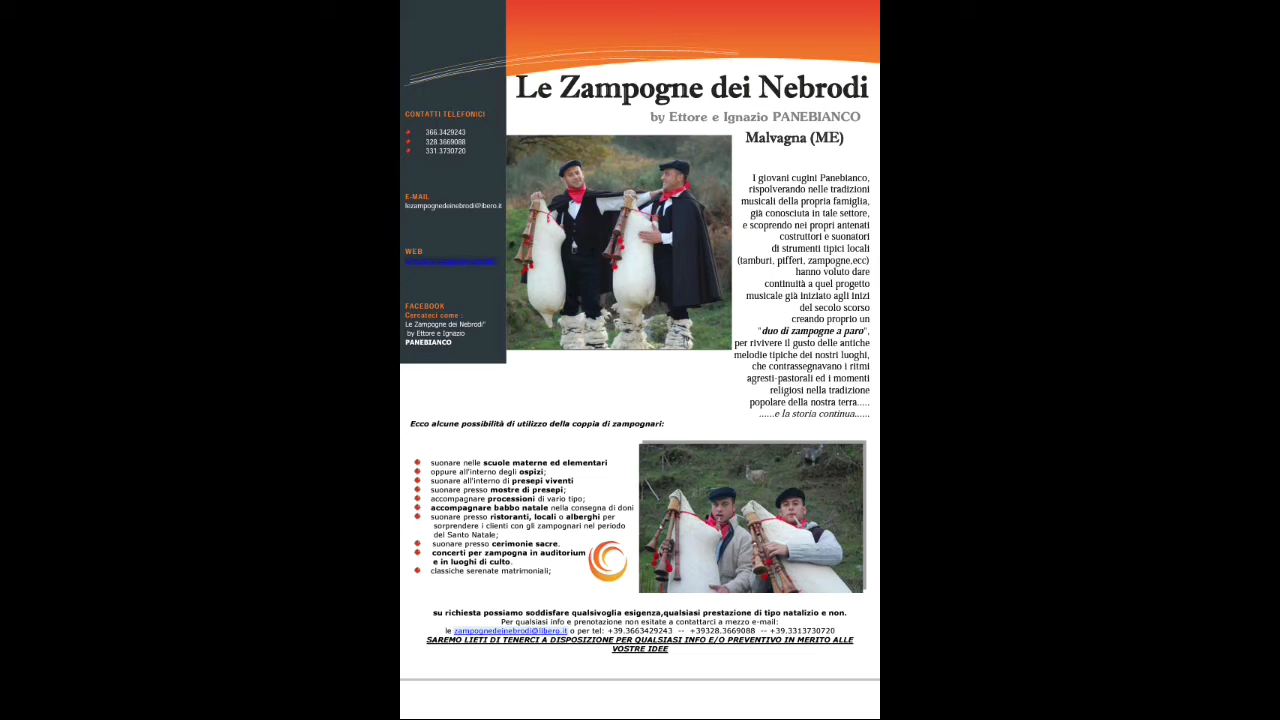 Le Zampogne dei Nebrodi
by Ettore e Ignazio PANEBIANCO
Malvagna (ME)
CONTATTI TELEFONICI
366.3429243
328.3669088
331.3730720
E-MAIL
lezampognedeinebrodi@libero.it
WEB
FACEBOOK
Cercateci come :
Le Zampogne dei Nebrodi"
by Ettore e Ignazio
PANEBIANCO
I giovani cugini Panebianco,
rispolverando nelle tradizioni
musicali della propria famiglia,
già conosciuta in tale settore,
e scoprendo nei propri antenati
costruttori e suonatori
di strumenti tipici locali
(tamburi, pifferi, zampogne,ecc)
hanno voluto dare
continuità a quel progetto
musicale già iniziato agli inizi
del secolo scorso
creando proprio un
"duo di zampogne a paro",
per rivivere il gusto delle antiche
melodie tipiche dei nostri luoghi,
che contrassegnavano i ritmi
agresti-pastorali ed i momenti
religiosi nella tradizione
popolare della nostra terra.....
......e la storia continua......
Ecco alcune possibilità di utilizzo della coppia di zampognari:
suonare nelle scuole materne ed elementari
oppure all'interno degli ospizi;
suonare all'interno di presepi viventi
suonare presso mostre di presepi;
accompagnare processioni di vario tipo;
accompagnare babbo natale nella consegna di doni
suonare presso ristoranti, locali o alberghi per
sorprendere i clienti con gli zampognari nel periodo
del Santo Natale;
suonare presso cerimonie sacre.
concerti per zampogna in auditorium
e in luoghi di culto.
classiche serenate matrimoniali;
su richiesta possiamo soddisfare qualsivoglia esigenza,qualsiasi prestazione di tipo natalizio e non.
Per qualsiasi info e prenotazione non esitate a contattarci a mezzo e-mail:
le zampognedeinebrodi@libero.it o per tel: +39.3663429243 -- +39328.3669088 -- +39.3313730720
SAREMO LIETI DI TENERCI A DISPOSIZIONE PER QUALSIASI INFO E/O PREVENTIVO IN MERITO ALLE
VOSTRE IDEE